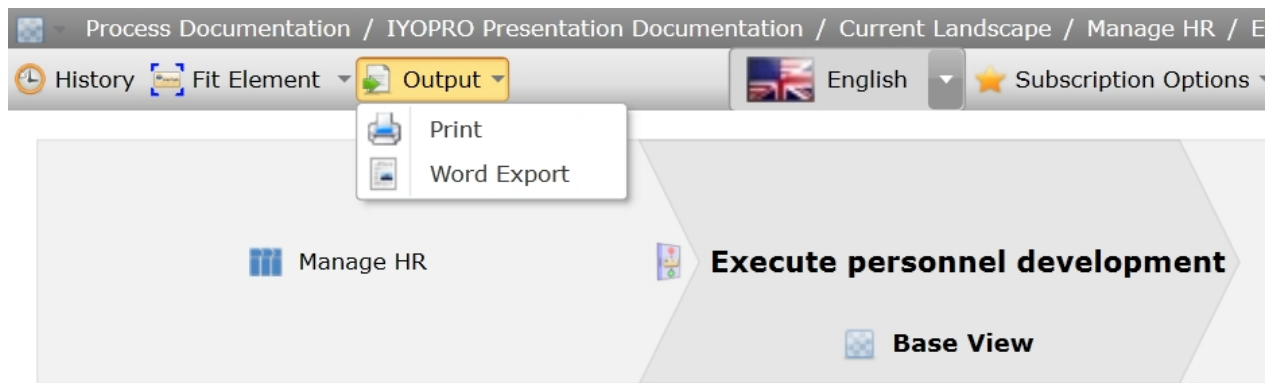 Process Documentation / IYOPRO Presentation Documentation / Current Landscape / Manage HR / E
History Fit Element Output English Subscription Options
Print
Word Export
Manage HR Execute personnel development
Base View